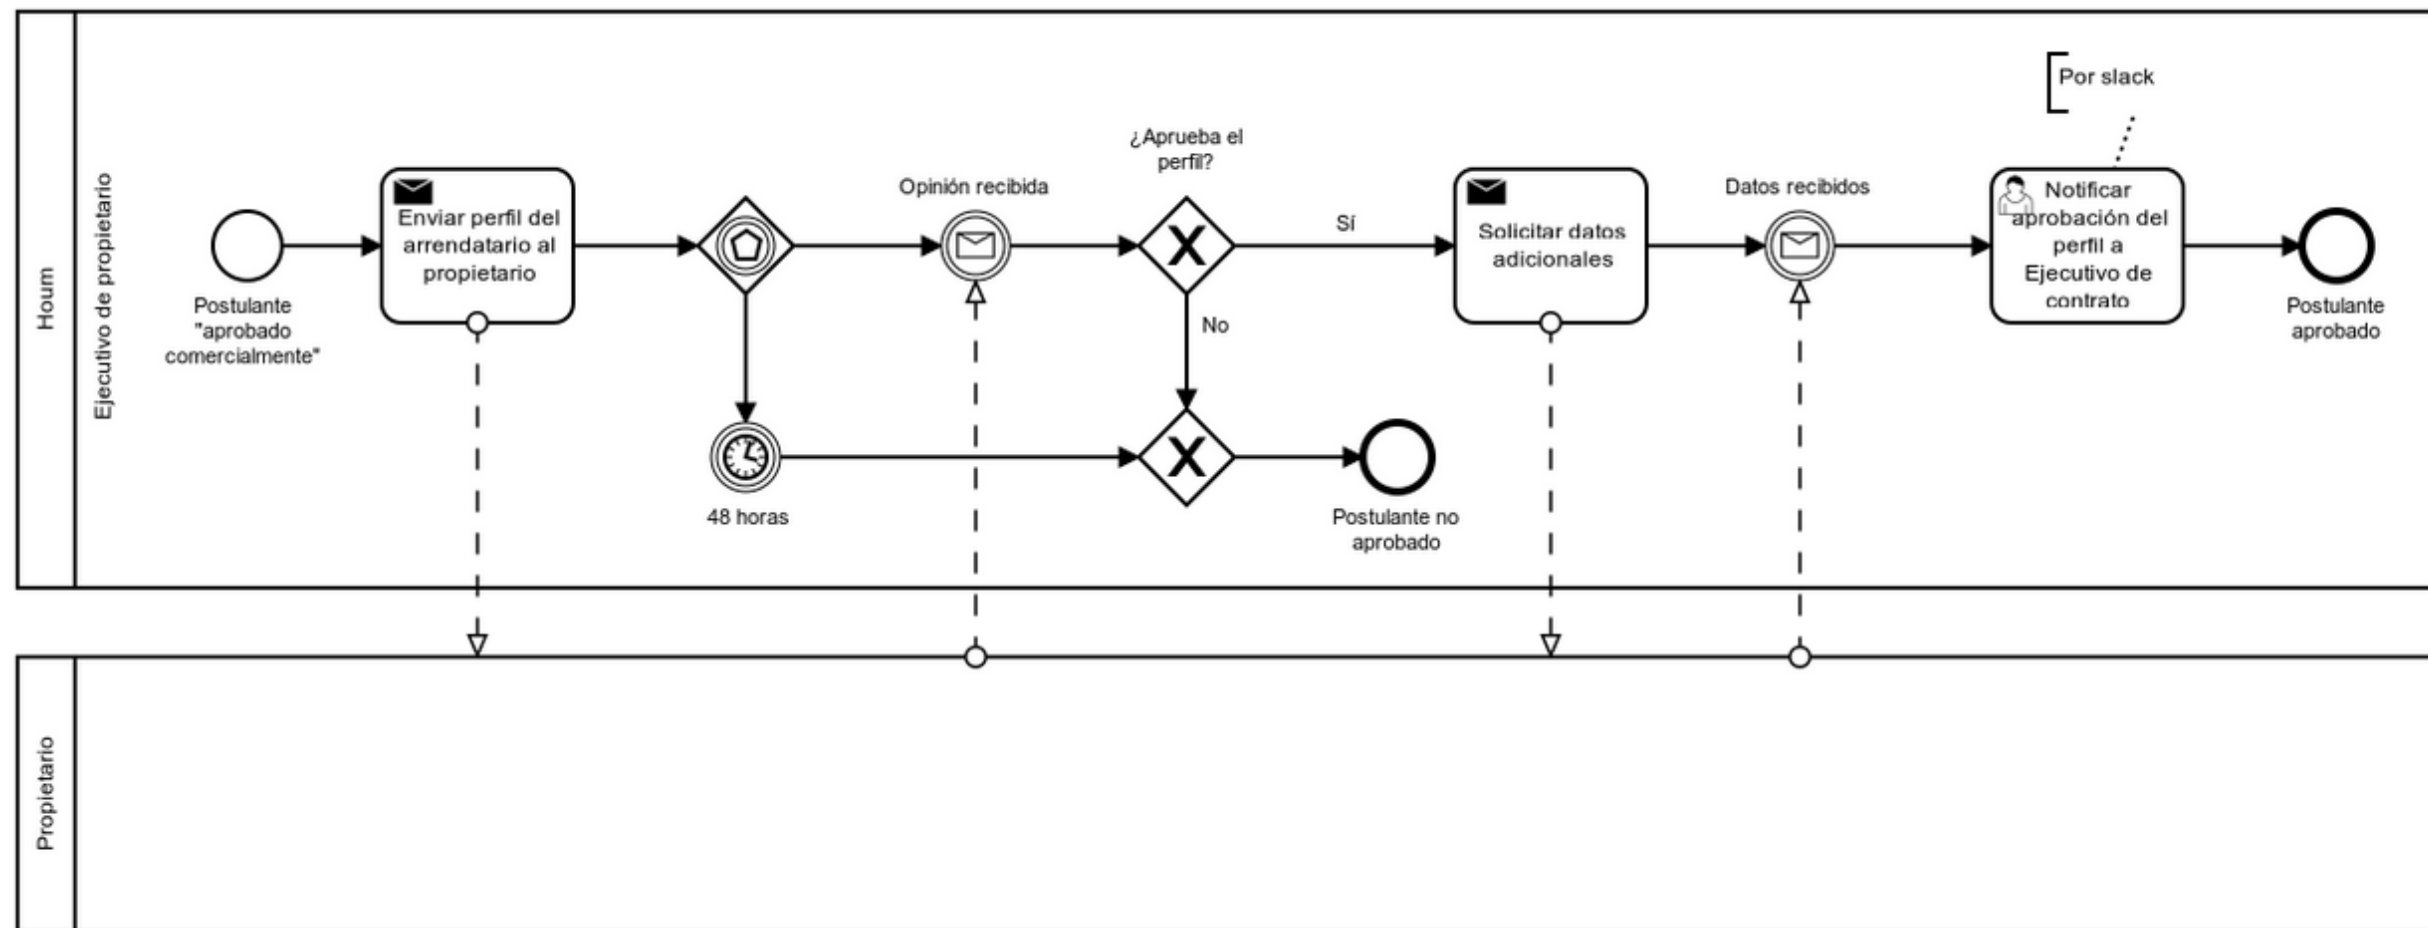 Houm
Ejecutivo de propietario
Postulante
"aprobado
comercialmente"
Enviar perfil del
arrendatario al
propietario
48 horas
Opinión recibida
¿Aprueba el
perfil?
Sí
No
Postulante no
aprobado
Solicitar datos
adicionales
Datos recibidos
Por slack
Notificar
aprobación del
perfil a
Ejecutivo de
contrato
Postulante
aprobado
Propietario